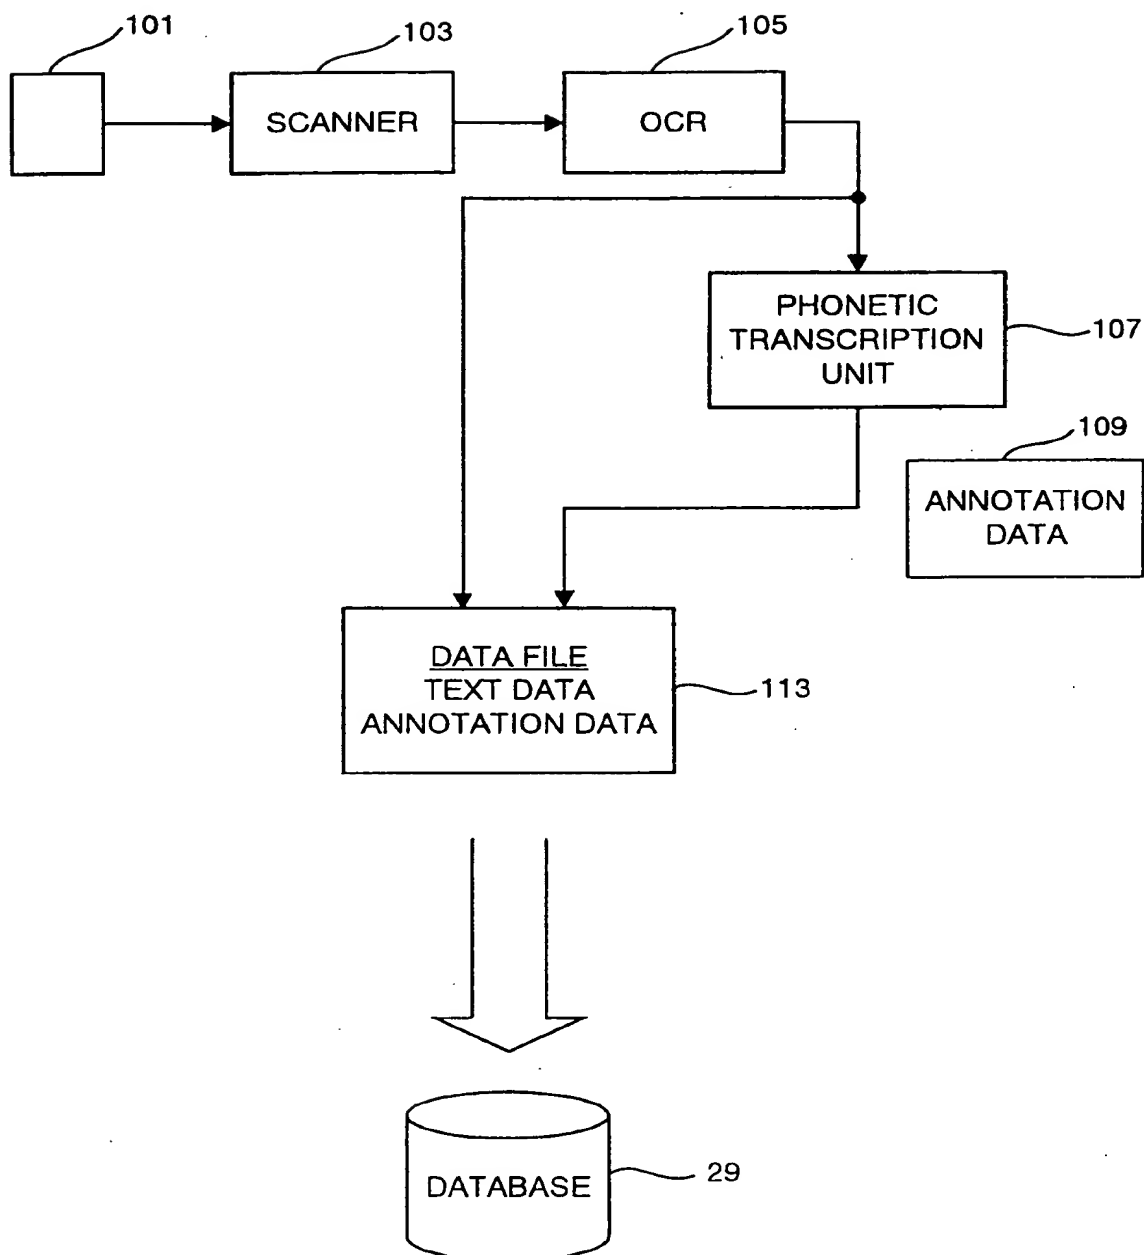 101
103
105
SCANNER
OCR
PHONETIC
TRANSCRIPTION
UNIT
107
109
ANNOTATION
DATA
DATA FILE
TEXT DATA
ANNOTATION DATA
113
DATABASE
29